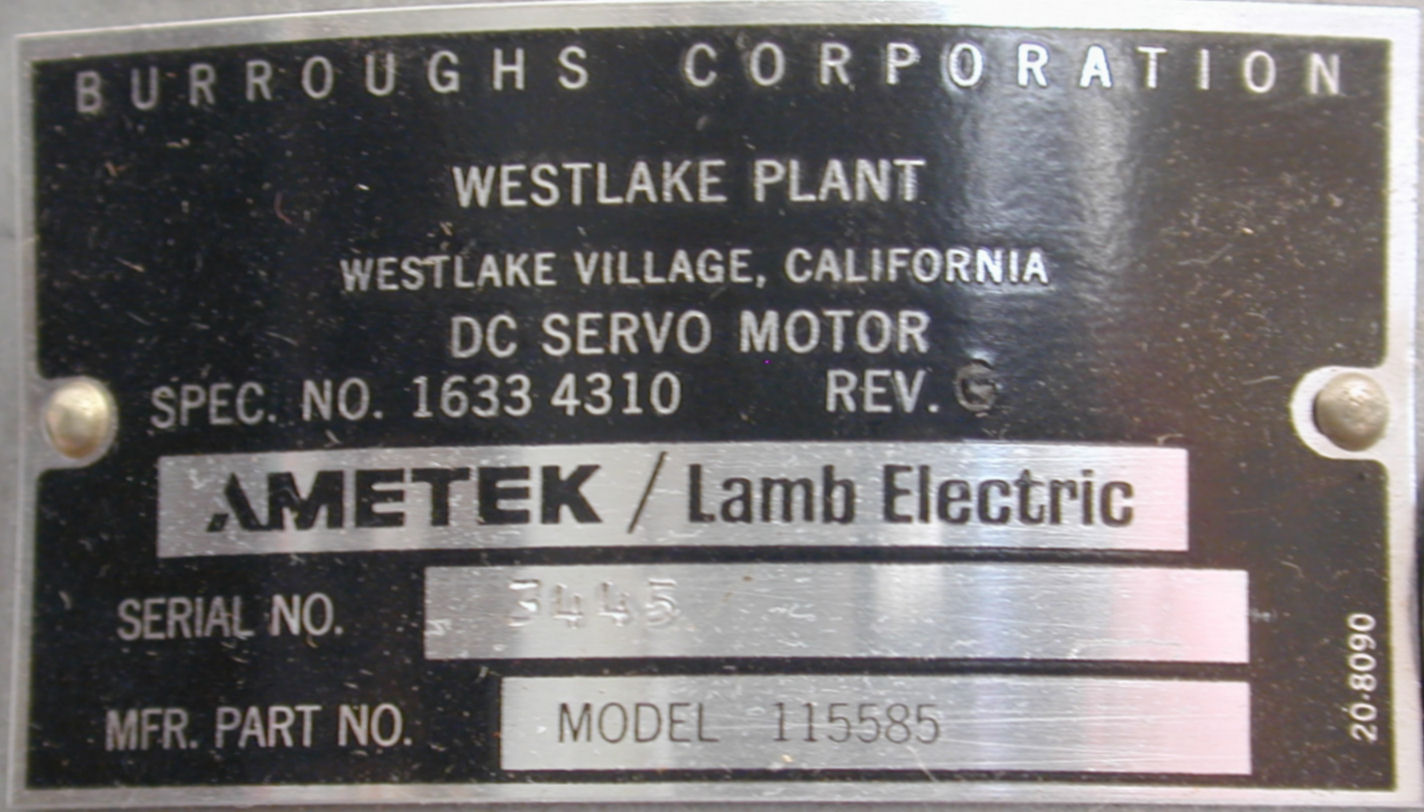 BURROUGHS CORPORATION
WESTLAKE PLANT
WESTLAKE VILLAGE, CALIFORNIA
DC SERVO MOTOR
SPEC. NO. 1633 4310 REV. G
AMETEK / Lamb Electric
SERIAL NO. 3445
MFR. PART NO. MODEL 115585
20-8090